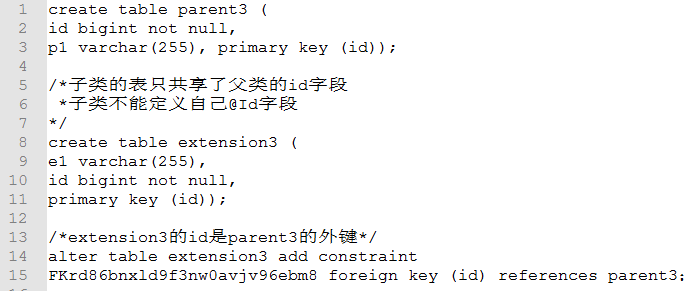 1 create table parent3 (
2 id bigint not null,
3 p1 varchar(255), primary key (id));
4
5 /*子类的表只共享了父类的id字段
6 *子类不能定义自己@Id字段
7 */
8 create table extension3 (
9 e1 varchar(255),
10 id bigint not null,
11 primary key (id));
12
13 /*extension3的id是parent3的外键*/
14 alter table extension3 add constraint
15 FKrd86bnxld9f3nw0avjv96ebm8 foreign key (id) references parent3;